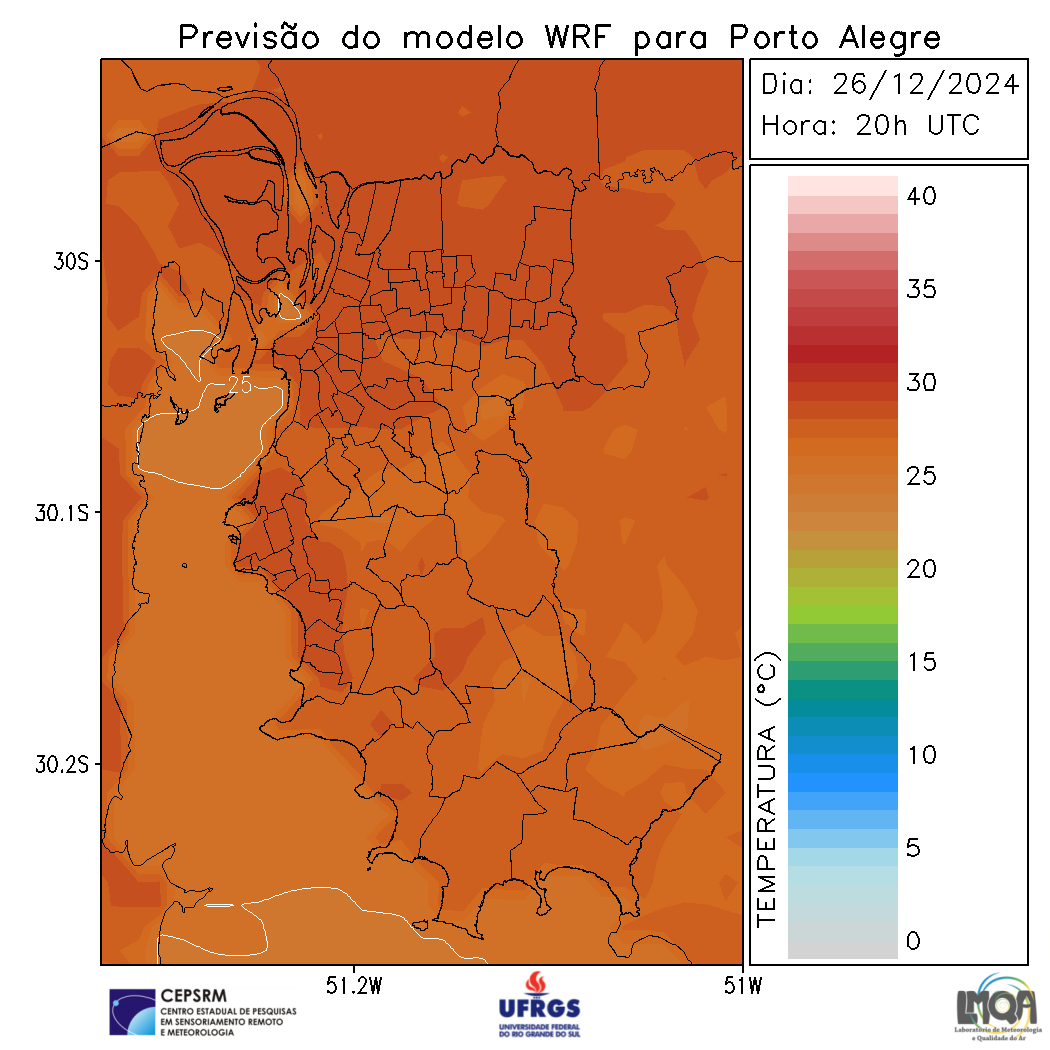 Previsão do modelo WRF para Porto Alegre
Dia: 26/12/2024
Hora: 20h UTC
30S
30.1S
30.2S
51.2W
51W
25
TEMPERATURA (°C)
40
35
30
25
20
15
10
5
0
CEPSRM
CENTRO ESTADUAL DE PESQUISAS
EM SENSORIAMENTO REMOTO
E METEOROLOGIA
UFRGS
UNIVERSIDADE FEDERAL
DO RIO GRANDE DO SUL
LMQA
Laboratório de Meteorologia
e Qualidade do Ar